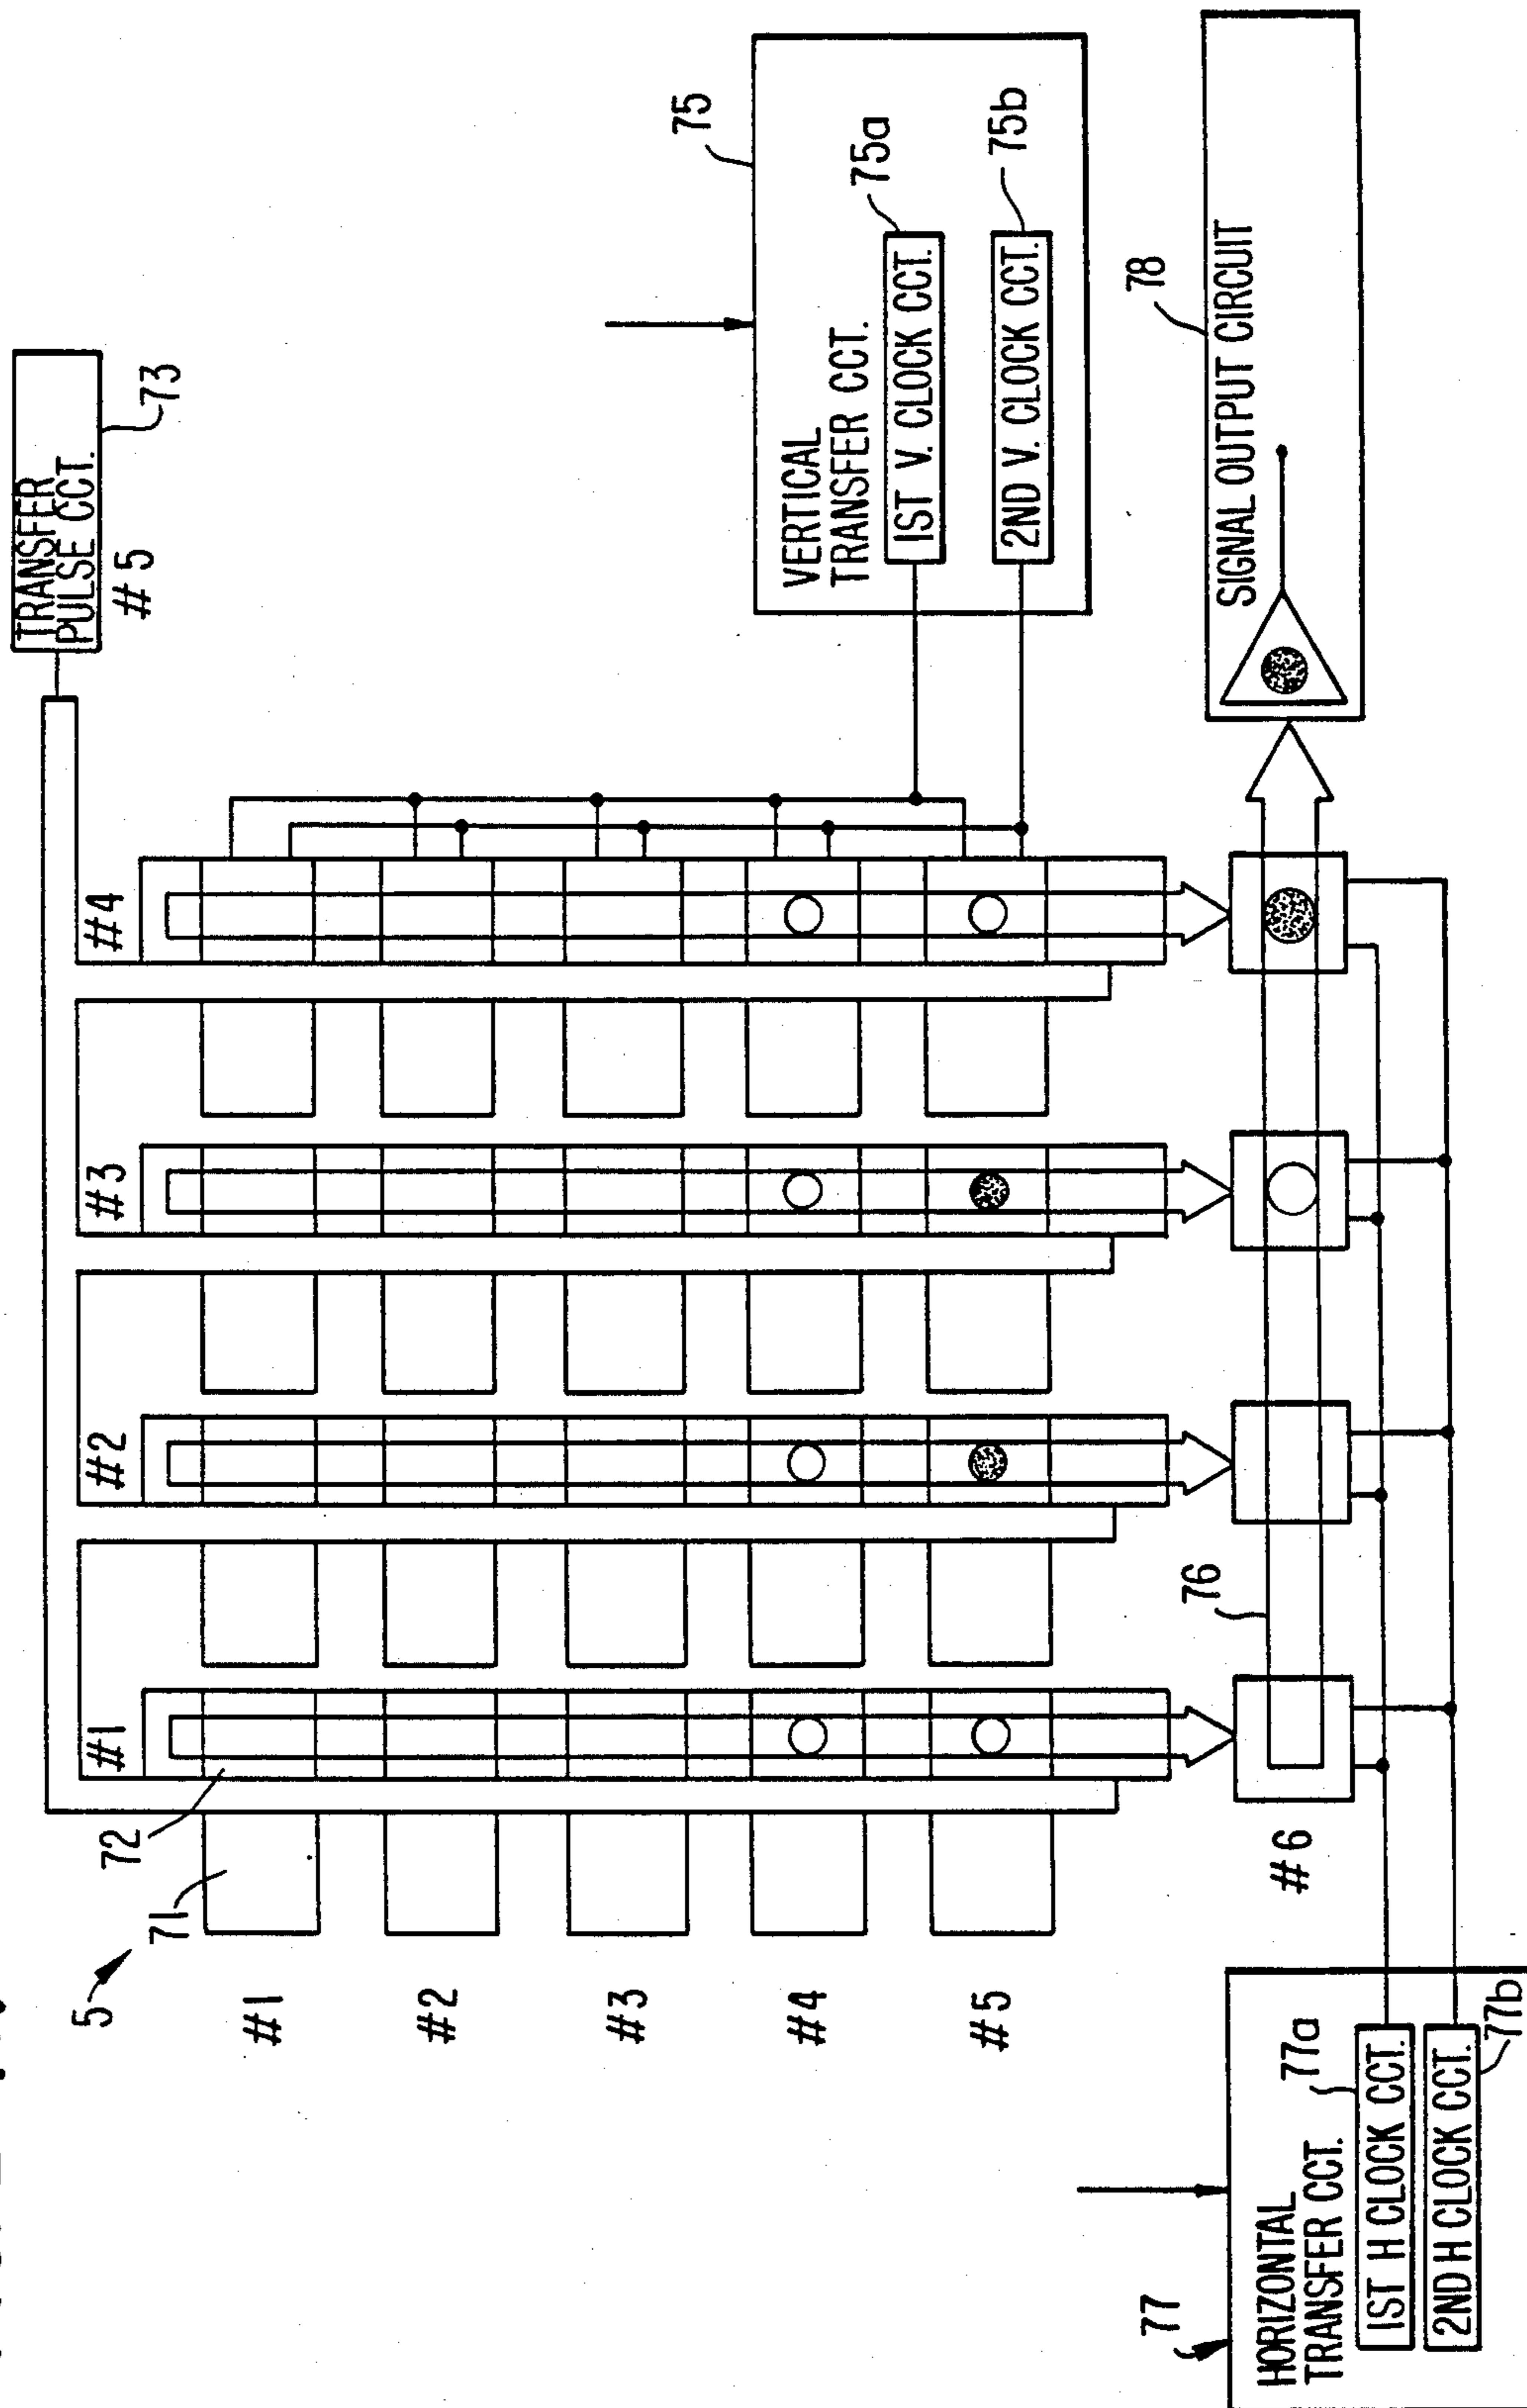 TRANSFER
PULSE CCT.
73
#5
#1
#2
#3
#4
5
71
72
#1
#2
#3
#4
#5
75
VERTICAL
TRANSFER CCT.
75a
1ST V. CLOCK CCT.
75b
2ND V. CLOCK CCT.
76
#6
78
SIGNAL OUTPUT CIRCUIT
77
HORIZONTAL
TRANSFER CCT.
77a
1ST H CLOCK CCT.
2ND H CLOCK CCT.
77b